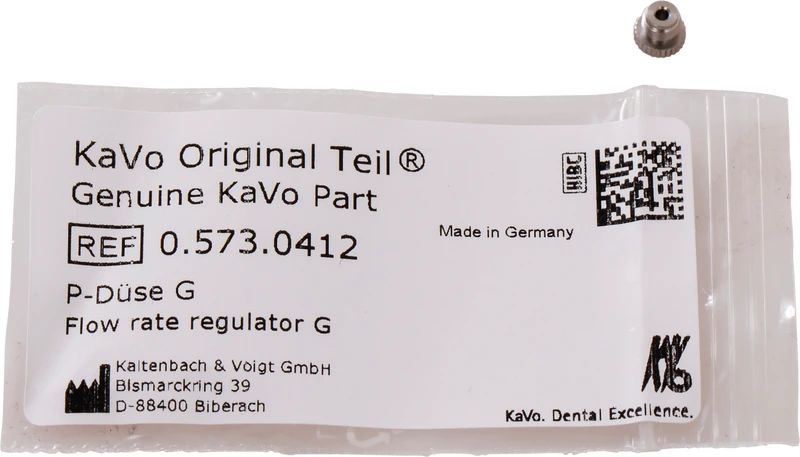 KaVo Original Teil®
Genuine KaVo Part
REF 0.573.0412
Made in Germany
HIBC
P-Düse G
Flow rate regulator G
Kaltenbach & Voigt GmbH
Bismarckring 39
D-88400 Biberach
KaVo. Dental Excellence.